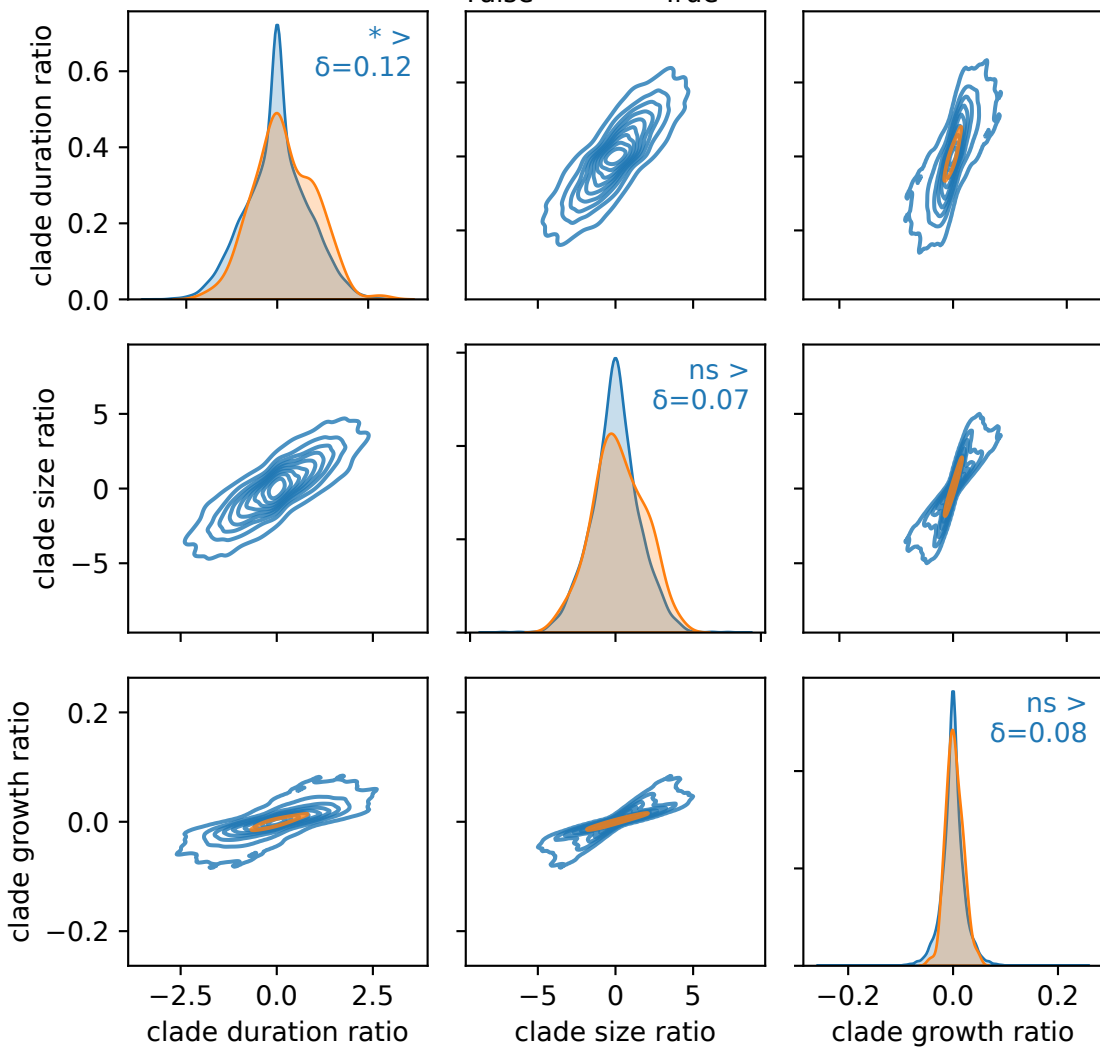 * >
δ=0.12
clade duration ratio
0.6
0.4
0.2
0.0
ns >
δ=0.07
clade size ratio
5
0
−5
ns >
δ=0.08
clade growth ratio
0.2
0.0
−0.2
−2.5 0.0 2.5
−5 0 5
−0.2 0.0 0.2
clade duration ratio
clade size ratio
clade growth ratio